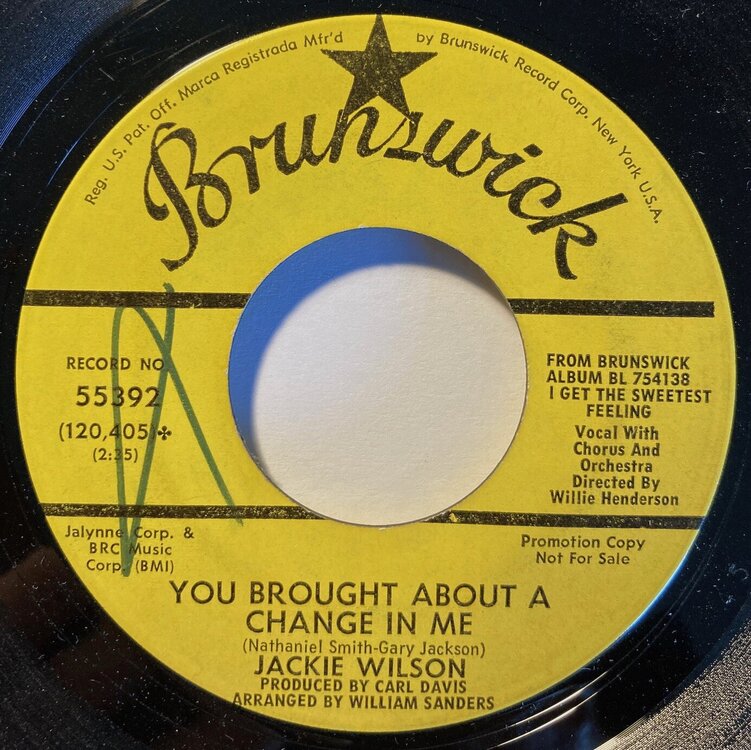 Reg. U.S. Pat. Off. Marca Registrada Mfr'd by Brunswick Record Corp. New York U.S.A.
Brunswick
RECORD NO.
55392
(120,405)✤
(2:35)
FROM BRUNSWICK
ALBUM BL 754138
I GET THE SWEETEST
FEELING
Vocal With
Chorus And
Orchestra
Directed By
Willie Henderson
Jalynne Corp. &
BRC Music
Corp. (BMI)
Promotion Copy
Not For Sale
YOU BROUGHT ABOUT A
CHANGE IN ME
(Nathaniel Smith-Gary Jackson)
JACKIE WILSON
PRODUCED BY CARL DAVIS
ARRANGED BY WILLIAM SANDERS